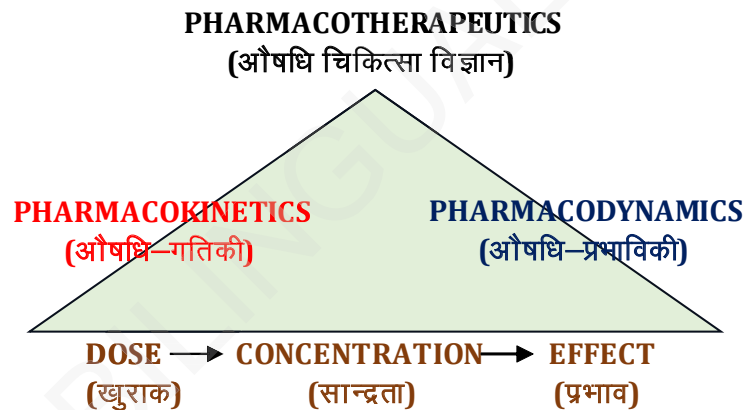 PHARMACOTHERAPEUTICS
(औषधि चिकित्सा विज्ञान)
PHARMACOKINETICS
(औषधि–गतिकी)
PHARMACODYNAMICS
(औषधि–प्रभाविकी)
DOSE → CONCENTRATION → EFFECT
(खुराक) (सान्द्रता) (प्रभाव)